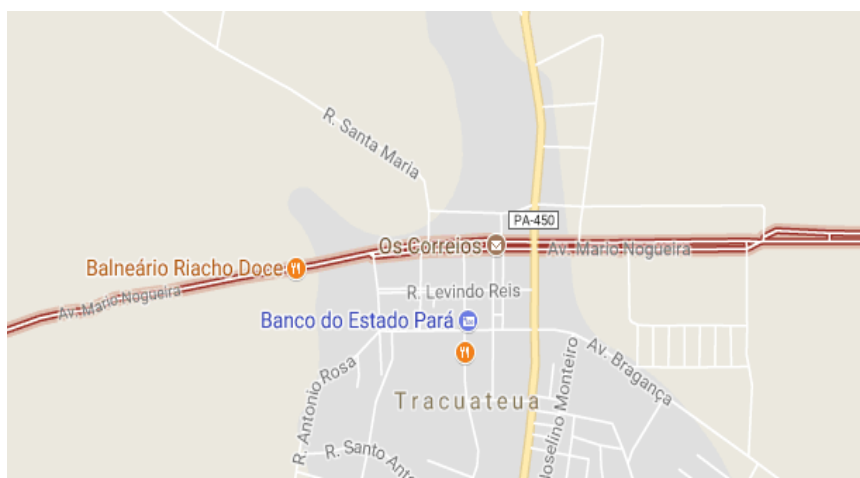 R. Santa Maria
PA-450
Os Correios
Av. Mario Nogueira
Balneário Riacho Doce
Av. Mario Nogueira
R. Levindo Reis
Banco do Estado Pará
Av. Bragança
R. Antonio Rosa
Tracuateua
Joselino Monteiro
R. Santo Anto